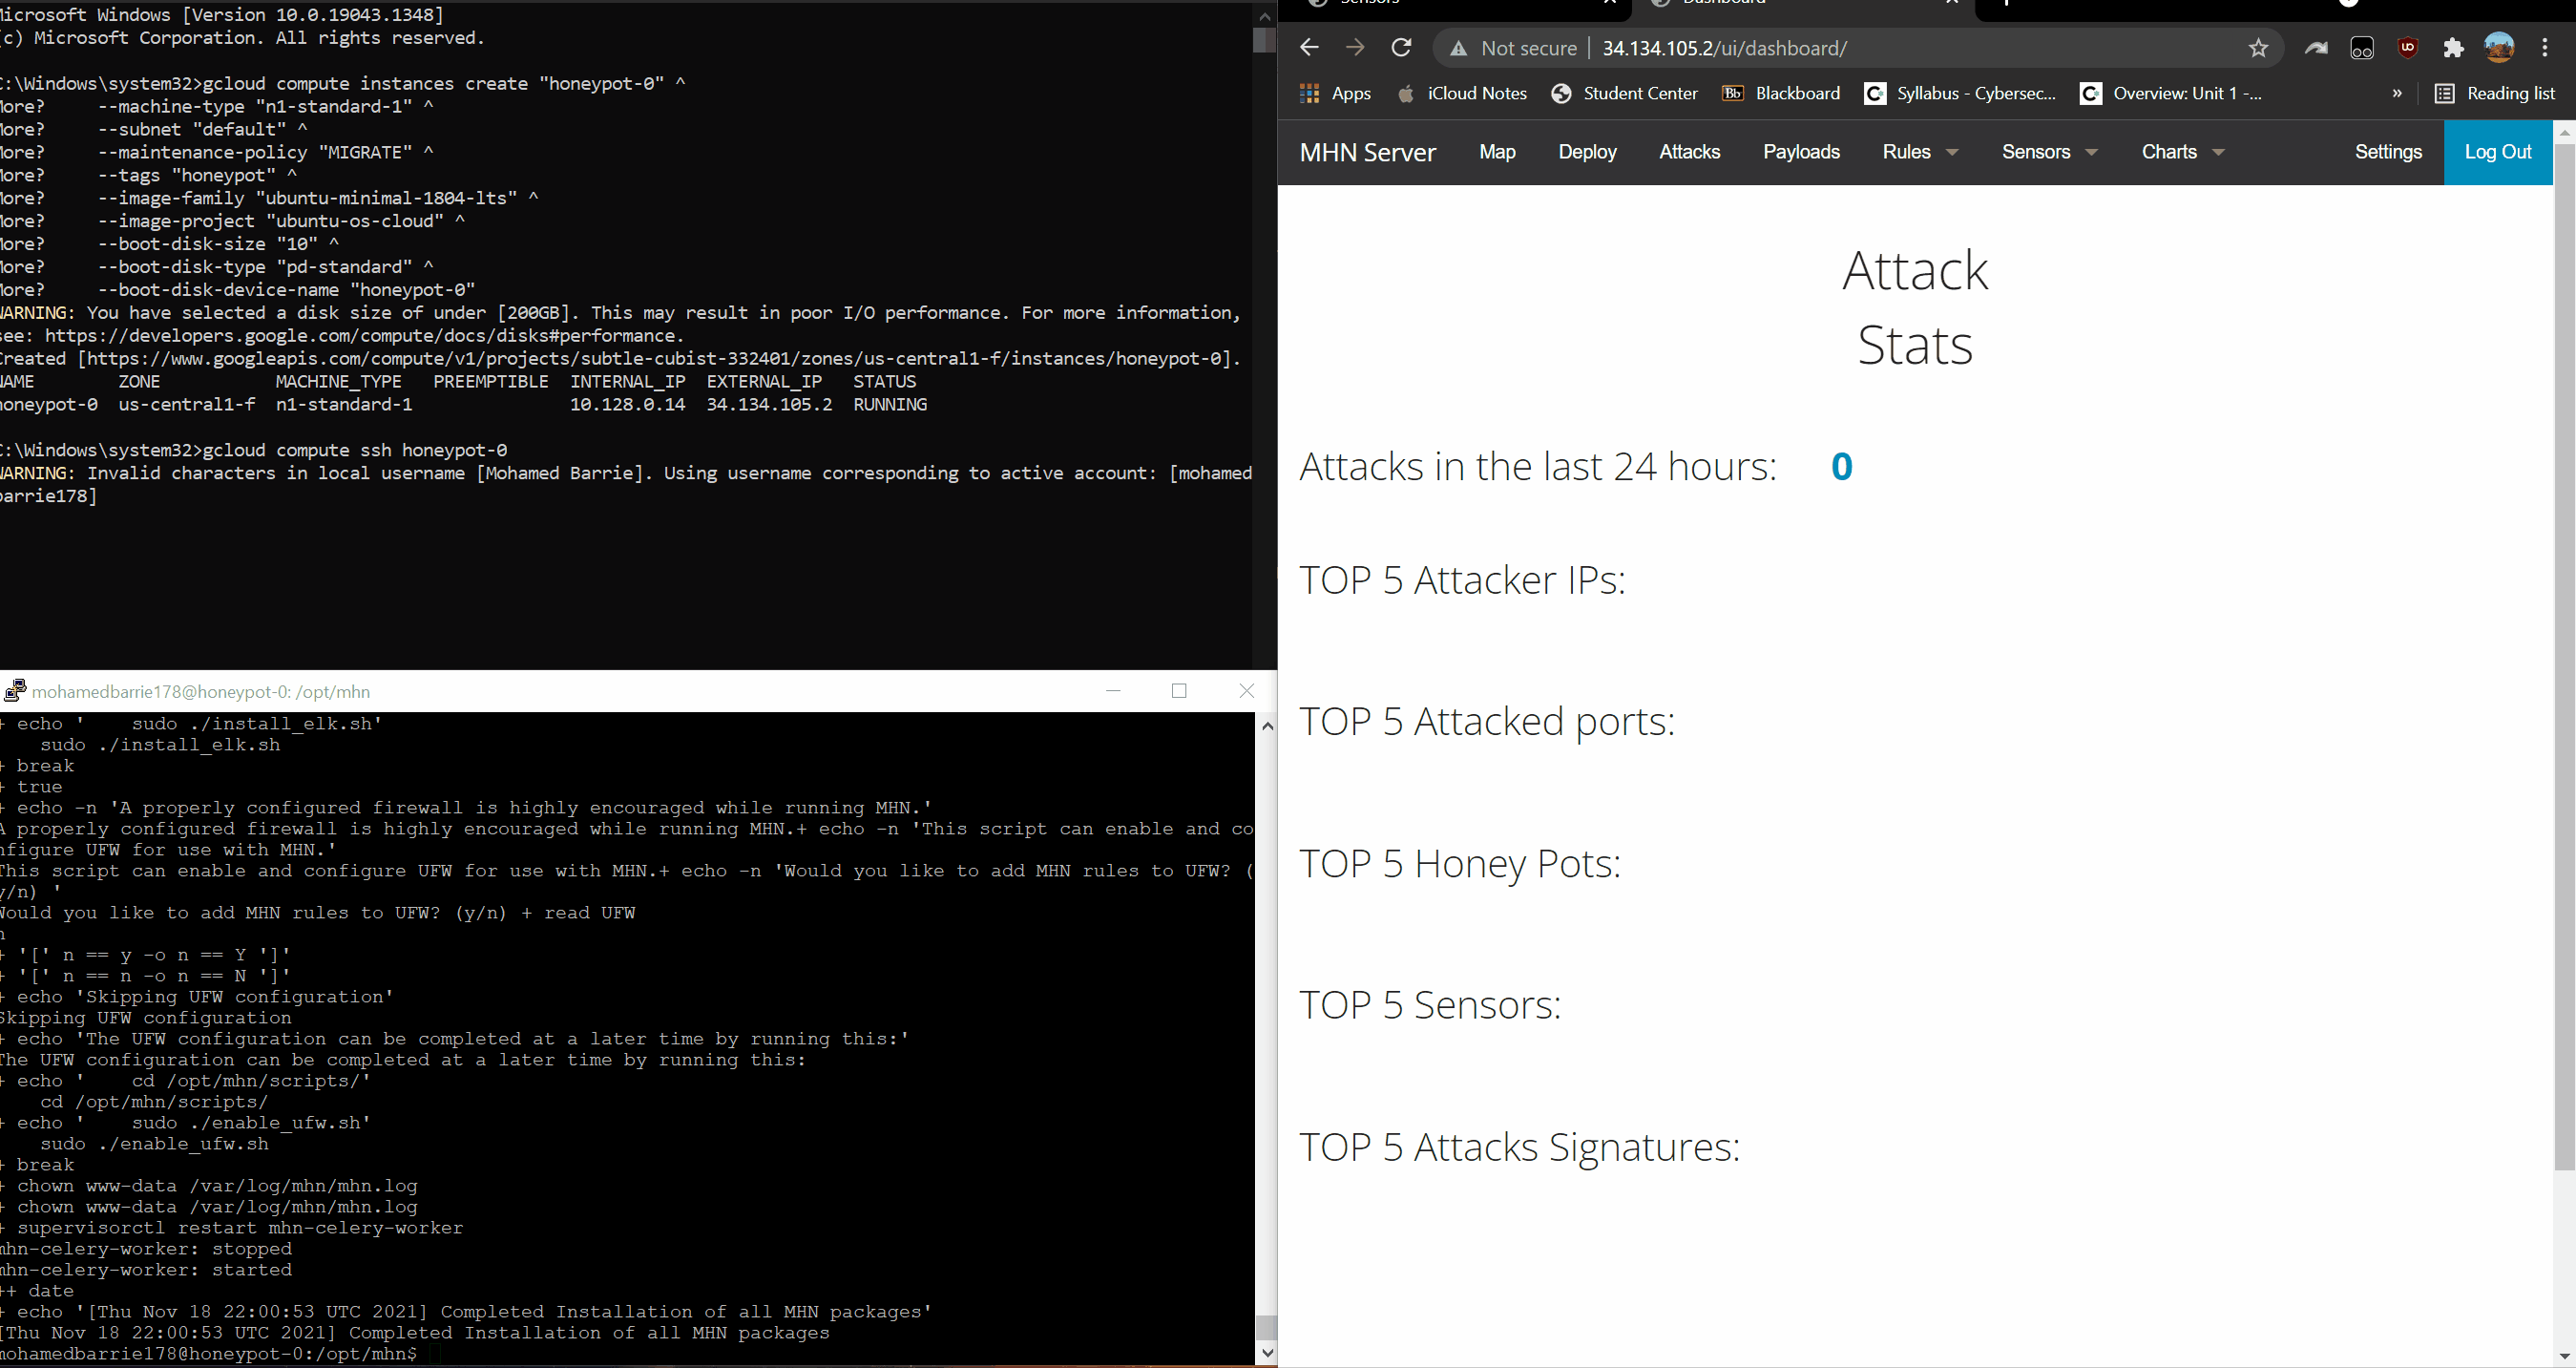 Microsoft Windows [Version 10.0.19043.1348]
(c) Microsoft Corporation. All rights reserved.
C:\Windows\system32>gcloud compute instances create "honeypot-0" ^
More?     --machine-type "n1-standard-1" ^
More?     --subnet "default" ^
More?     --maintenance-policy "MIGRATE" ^
More?     --tags "honeypot" ^
More?     --image-family "ubuntu-minimal-1804-lts" ^
More?     --image-project "ubuntu-os-cloud" ^
More?     --boot-disk-size "10" ^
More?     --boot-disk-type "pd-standard" ^
More?     --boot-disk-device-name "honeypot-0"
WARNING: You have selected a disk size of under [200GB]. This may result in poor I/O performance. For more information,
see: https://developers.google.com/compute/docs/disks#performance.
Created [https://www.googleapis.com/compute/v1/projects/subtle-cubist-332401/zones/us-central1-f/instances/honeypot-0].
NAME        ZONE           MACHINE_TYPE   PREEMPTIBLE  INTERNAL_IP  EXTERNAL_IP   STATUS
honeypot-0  us-central1-f  n1-standard-1               10.128.0.14  34.134.105.2  RUNNING
C:\Windows\system32>gcloud compute ssh honeypot-0
WARNING: Invalid characters in local username [Mohamed Barrie]. Using username corresponding to active account: [mohamed
barrie178]
mohamedbarrie178@honeypot-0: /opt/mhn
+ echo '     sudo ./install_elk.sh'
     sudo ./install_elk.sh
+ break
+ true
+ echo -n 'A properly configured firewall is highly encouraged while running MHN.'
A properly configured firewall is highly encouraged while running MHN.+ echo -n 'This script can enable and co
nfigure UFW for use with MHN.'
This script can enable and configure UFW for use with MHN.+ echo -n 'Would you like to add MHN rules to UFW? (
y/n) '
Would you like to add MHN rules to UFW? (y/n) + read UFW
n
+ '[' n == y -o n == Y ']'
+ '[' n == n -o n == N ']'
+ echo 'Skipping UFW configuration'
Skipping UFW configuration
+ echo 'The UFW configuration can be completed at a later time by running this:'
The UFW configuration can be completed at a later time by running this:
+ echo '     cd /opt/mhn/scripts/'
     cd /opt/mhn/scripts/
+ echo '     sudo ./enable_ufw.sh'
     sudo ./enable_ufw.sh
+ break
+ chown www-data /var/log/mhn/mhn.log
+ chown www-data /var/log/mhn/mhn.log
+ supervisorctl restart mhn-celery-worker
mhn-celery-worker: stopped
mhn-celery-worker: started
++ date
+ echo '[Thu Nov 18 22:00:53 UTC 2021] Completed Installation of all MHN packages'
[Thu Nov 18 22:00:53 UTC 2021] Completed Installation of all MHN packages
mohamedbarrie178@honeypot-0:/opt/mhn$
Sensors Dashboard
Not secure 34.134.105.2/ui/dashboard/
Apps iCloud Notes Student Center Bb Blackboard Syllabus - Cybersec... Overview: Unit 1 -... » Reading list
MHN Server Map Deploy Attacks Payloads Rules Sensors Charts Settings Log Out
Attack
Stats
Attacks in the last 24 hours: 0
TOP 5 Attacker IPs:
TOP 5 Attacked ports:
TOP 5 Honey Pots:
TOP 5 Sensors:
TOP 5 Attacks Signatures: